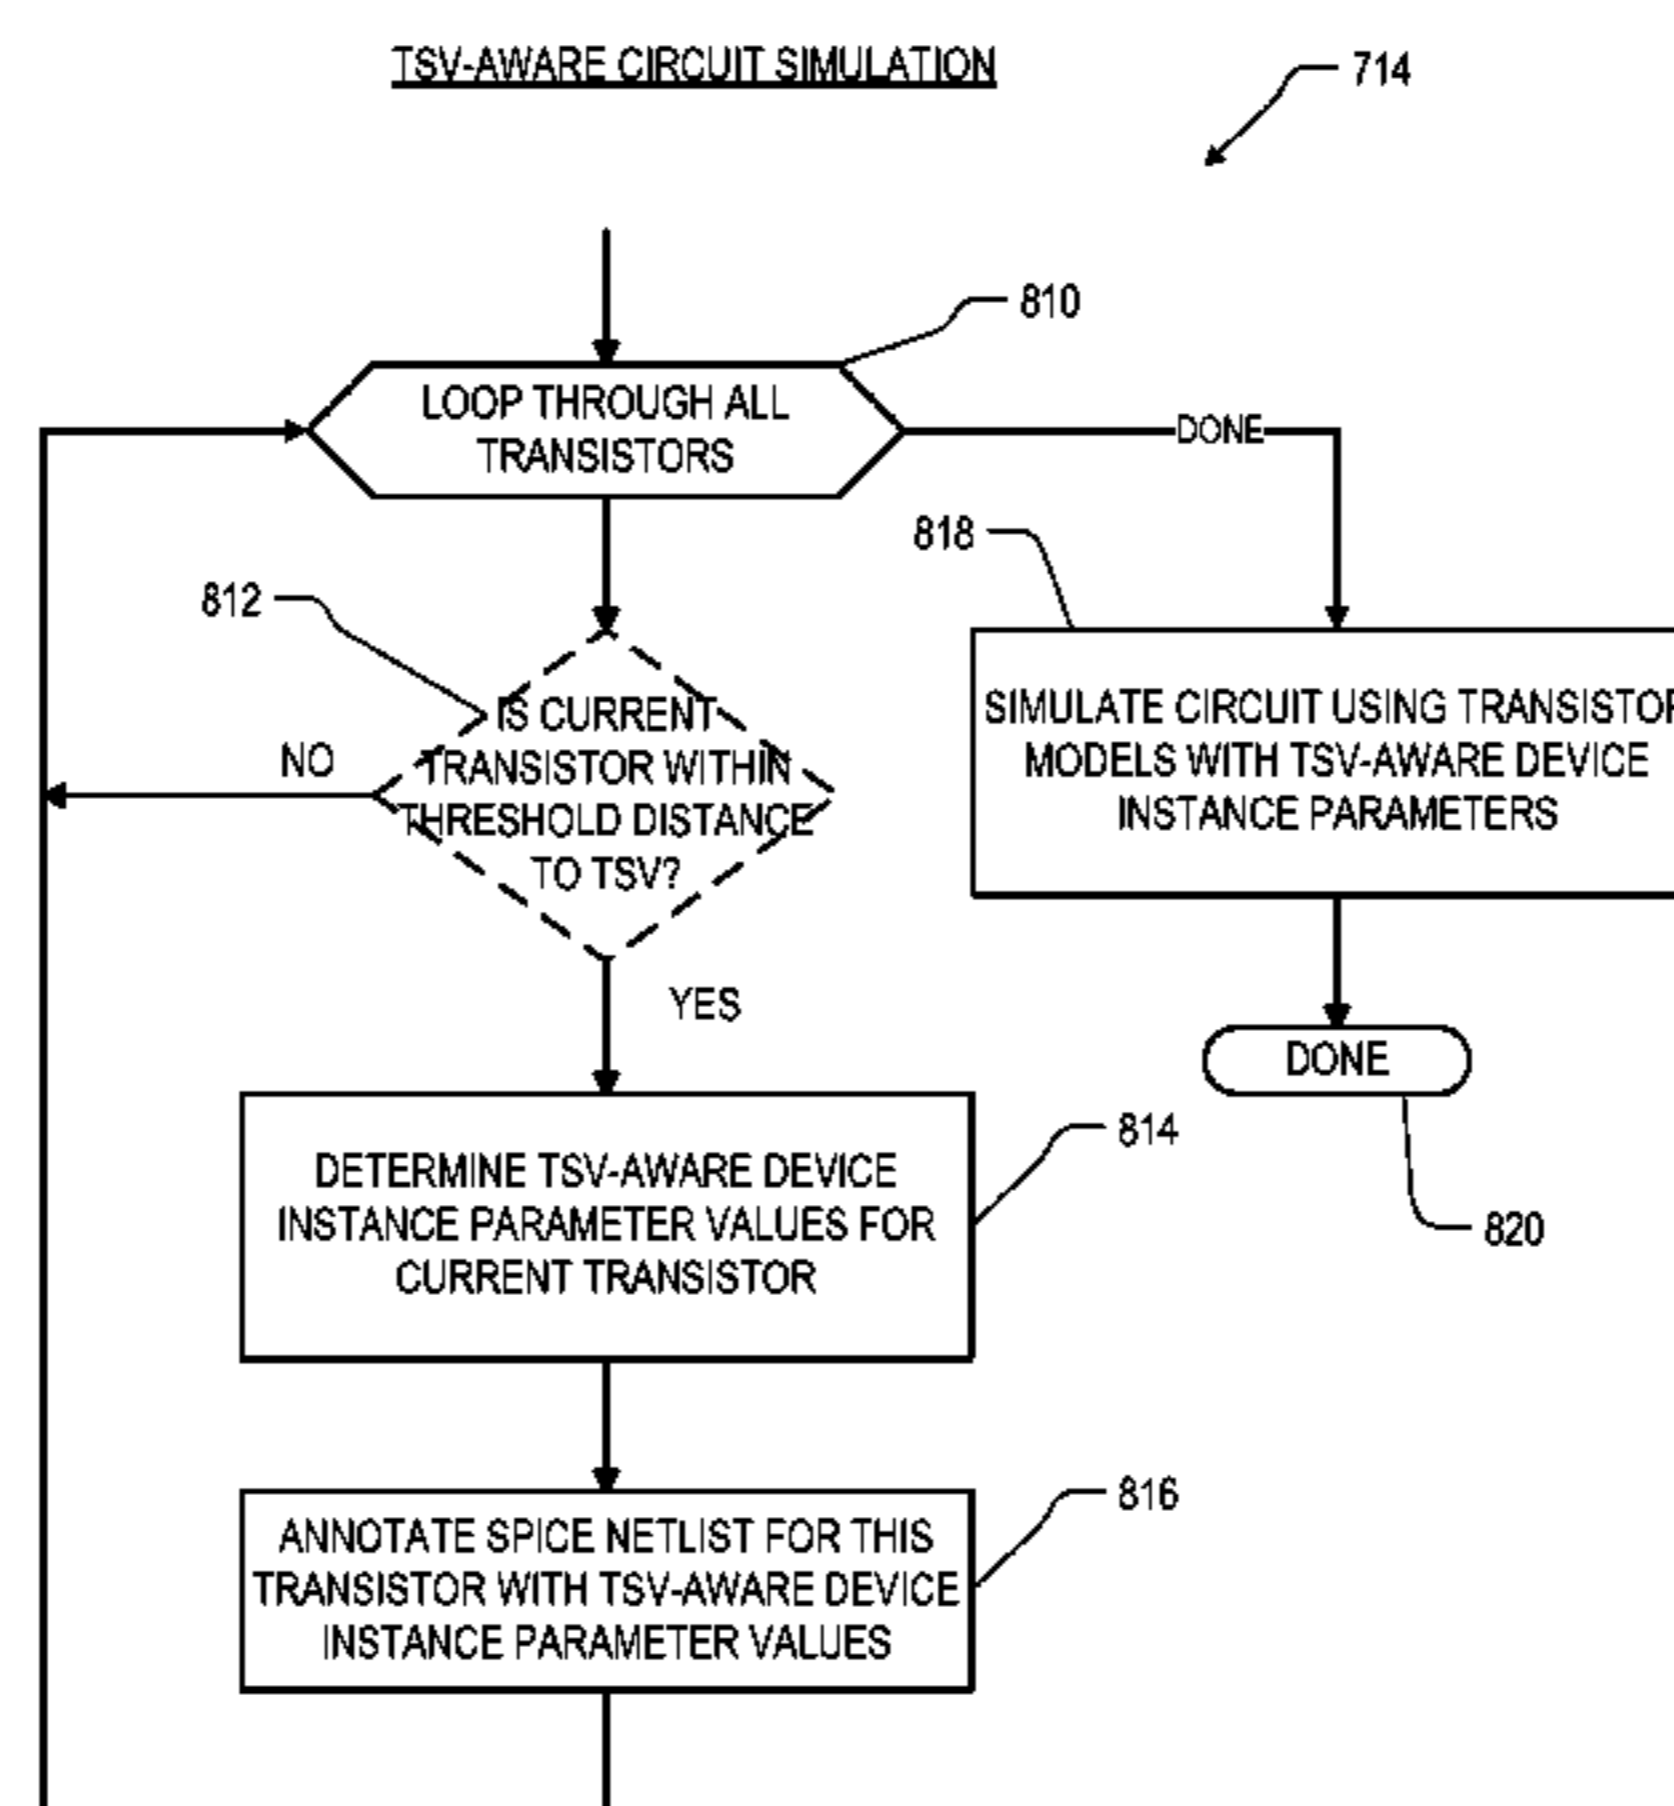 TSV-AWARE CIRCUIT SIMULATION
714
810
LOOP THROUGH ALL
TRANSISTORS
DONE
818
812
IS CURRENT
TRANSISTOR WITHIN
THRESHOLD DISTANCE
TO TSV?
NO
YES
SIMULATE CIRCUIT USING TRANSISTOR
MODELS WITH TSV-AWARE DEVICE
INSTANCE PARAMETERS
DONE
820
DETERMINE TSV-AWARE DEVICE
INSTANCE PARAMETER VALUES FOR
CURRENT TRANSISTOR
814
ANNOTATE SPICE NETLIST FOR THIS
TRANSISTOR WITH TSV-AWARE DEVICE
INSTANCE PARAMETER VALUES
816